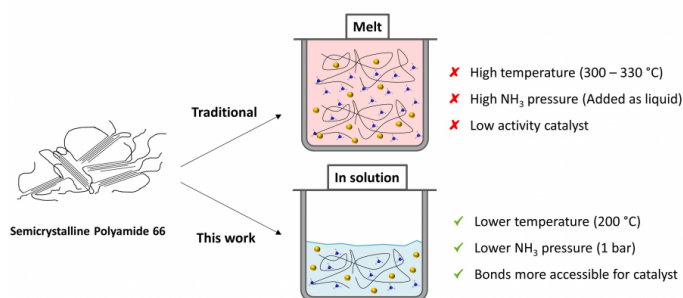 Melt
✗ High temperature (300 – 330 °C)
✗ High NH₃ pressure (Added as liquid)
✗ Low activity catalyst
Traditional
Semicrystalline Polyamide 66
This work
In solution
✓ Lower temperature (200 °C)
✓ Lower NH₃ pressure (1 bar)
✓ Bonds more accessible for catalyst